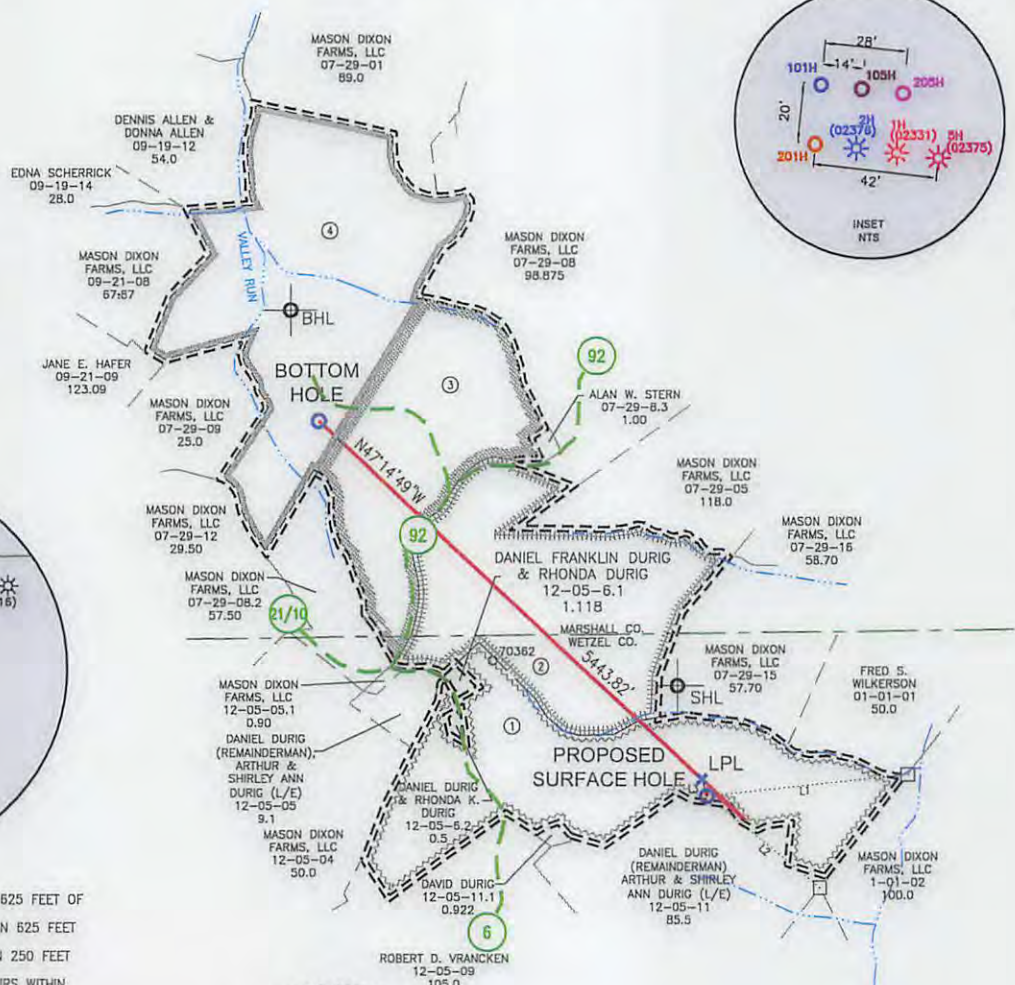 MASON DIXON
FARMS, LLC
07-29-01
89.0
DENNIS ALLEN &
DONNA ALLEN
09-19-12
54.0
EDNA SCHERRICK
09-19-14
28.0
MASON DIXON
FARMS, LLC
09-21-08
67.67
JANE E. HAFER
09-21-09
123.09
MASON DIXON
FARMS, LLC
07-29-09
25.0
MASON DIXON
FARMS, LLC
07-29-12
29.50
MASON DIXON
FARMS, LLC
07-29-08.2
57.50
21/10
MASON DIXON
FARMS, LLC
12-05-05.1
0.90
DANIEL DURIG
(REMAINDERMAN),
ARTHUR &
SHIRLEY ANN
DURIG (L/E)
12-05-05
9.1
MASON DIXON
FARMS, LLC
12-05-04
50.0
VALLEY RUN
4
BHL
BOTTOM
HOLE
3
92
N47°14'49"W
92
MASON DIXON
FARMS, LLC
07-29-08
98.875
ALAN W. STERN
07-29-8.3
1.00
MASON DIXON
FARMS, LLC
07-29-05
118.0
MASON DIXON
FARMS, LLC
07-29-16
58.70
DANIEL FRANKLIN DURIG
& RHONDA DURIG
12-05-6.1
1.118
MARSHALL CO.
WETZEL CO.
70362
2
5443.82'
MASON DIXON
FARMS, LLC
07-29-15
57.70
SHL
FRED S.
WILKERSON
01-01-01
50.0
1
PROPOSED
SURFACE HOLE
LPL
L1
L2
DANIEL DURIG
& RHONDA K.
DURIG
12-05-6.2
0.5
DAVID DURIG
12-05-11.1
0.922
DANIEL DURIG
(REMAINDERMAN)
ARTHUR & SHIRLEY
ANN DURIG (L/E)
12-05-11
85.5
MASON DIXON
FARMS, LLC
1-01-02
100.0
6
ROBERT D. VRANCKEN
12-05-09
105.0
28'
14'
101H
105H
205H
20'
2H
(02376)
1H
(02331)
5H
(02375)
201H
42'
INSET
NTS
16)
625 FEET OF
N 625 FEET
N 250 FEET
URS WITHIN